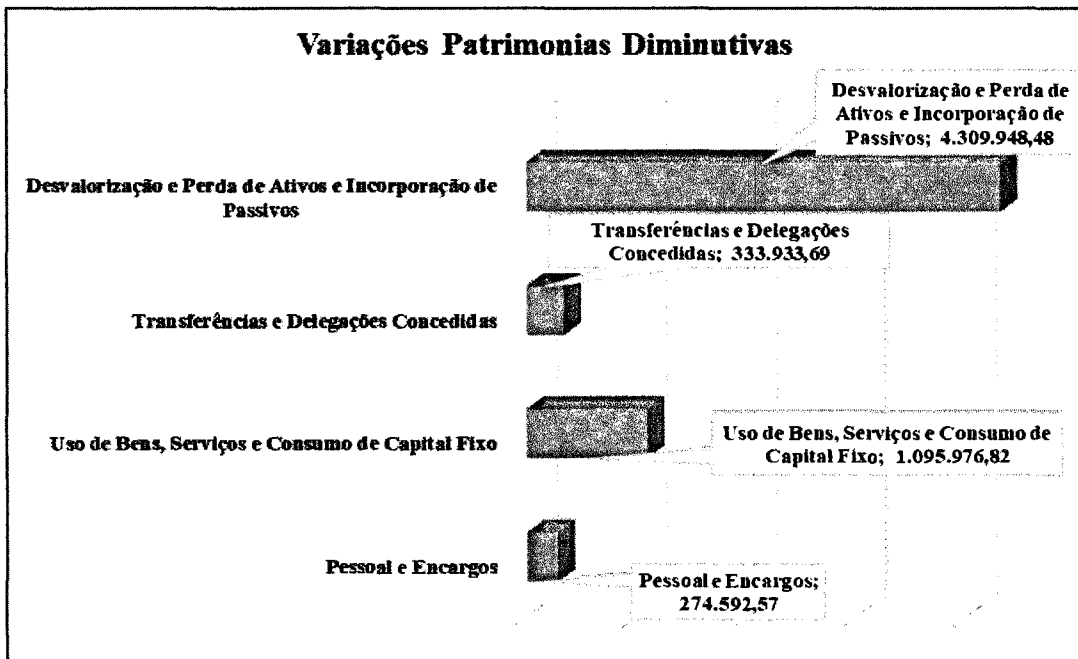 Variações Patrimonias Diminutivas
Desvalorização e Perda de
Ativos e Incorporação de
Passivos; 4.309.948,48
Desvalorização e Perda de Ativos e Incorporação de
Passivos
Transferências e Delegações
Concedidas; 333.933,69
Transferências e Delegações Concedidas
Uso de Bens, Serviços e Consumo de Capital Fixo
Uso de Bens, Serviços e Consumo de
Capital Fixo; 1.095.976,82
Pessoal e Encargos
Pessoal e Encargos;
274.592,57